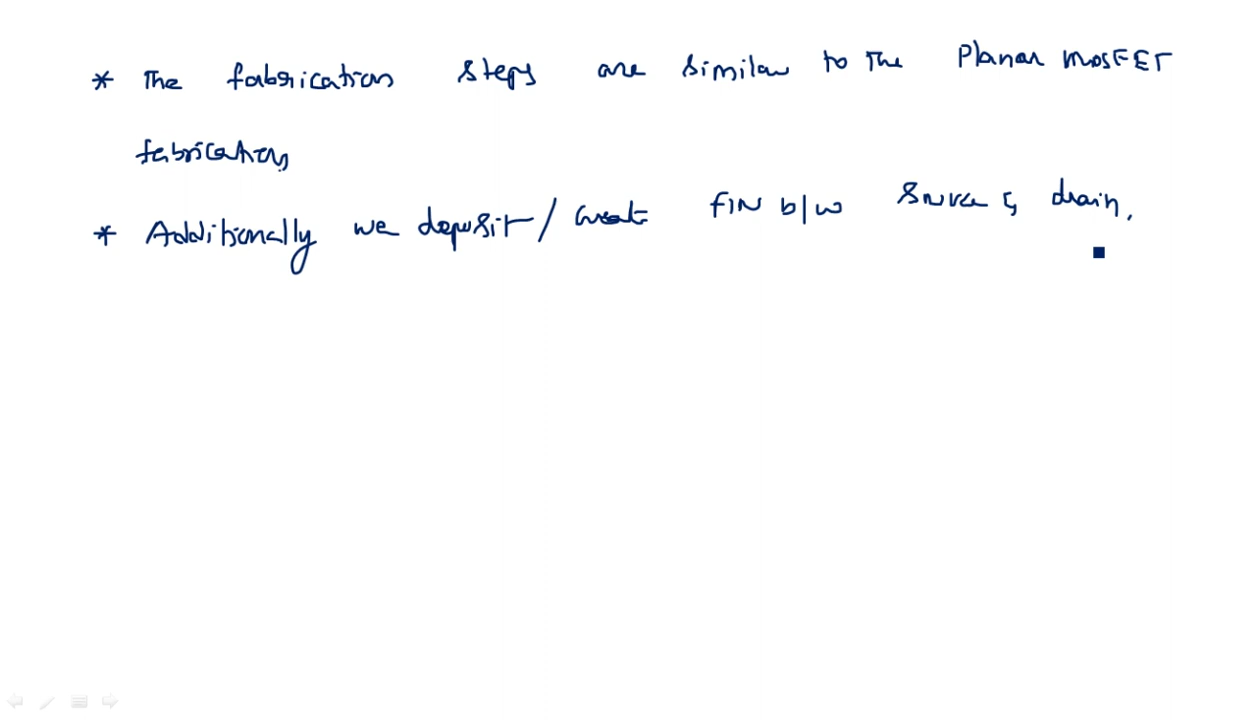 * The fabrication steps are similar to the Planar MOSFET
fabrication
* Additionally we deposit / create FIN b/w source & drain.